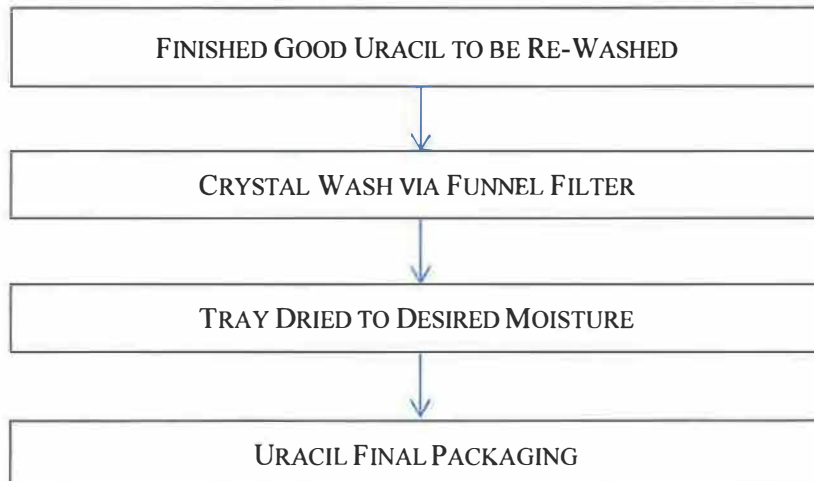 FINISHED GOOD URACIL TO BE RE-WASHED
CRYSTAL WASH VIA FUNNEL FILTER
TRAY DRIED TO DESIRED MOISTURE
URACIL FINAL PACKAGING